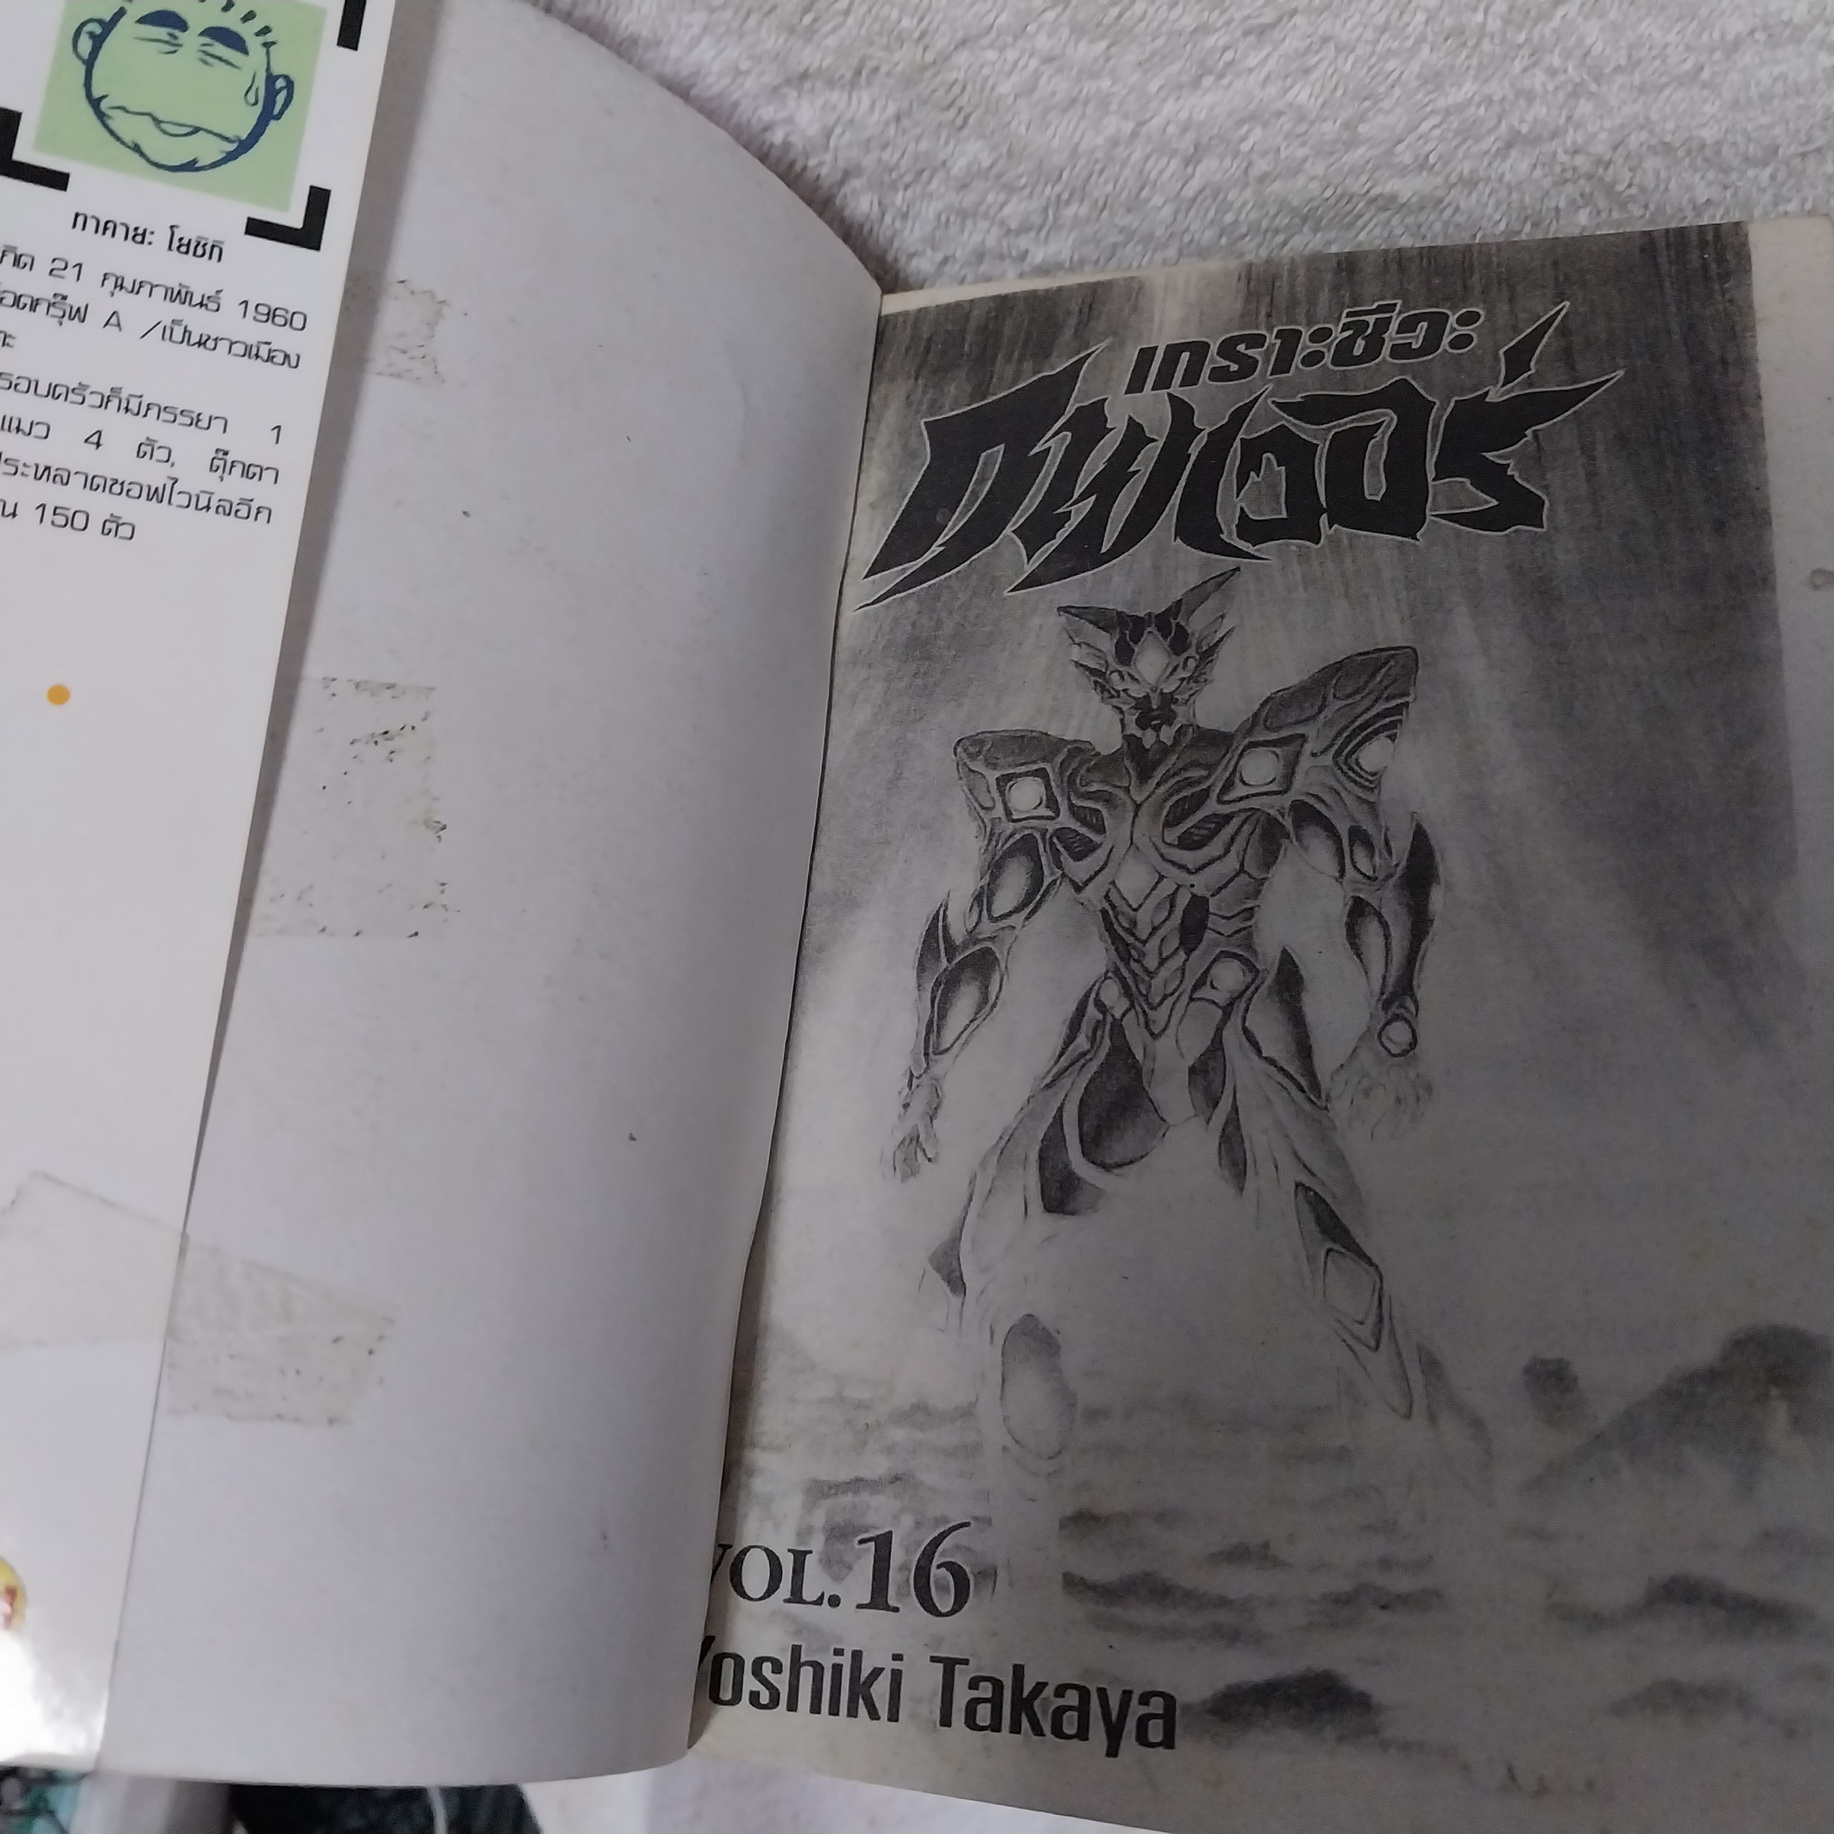 ทาคายะ โยชิกิ
กิด 21 กุมภาพันธ์ 1960
อดกรุ๊ฟ A /เป็นชาวเมือง
รอบครัวก็มีภรรยา 1
แมว 4 ตัว, ตุ๊กตา
ประหลาดซอฟไวนิลอีก
น 150 ตัว
เกราะชีวะ
กายเวอร์
VOL.16
Yoshiki Takaya